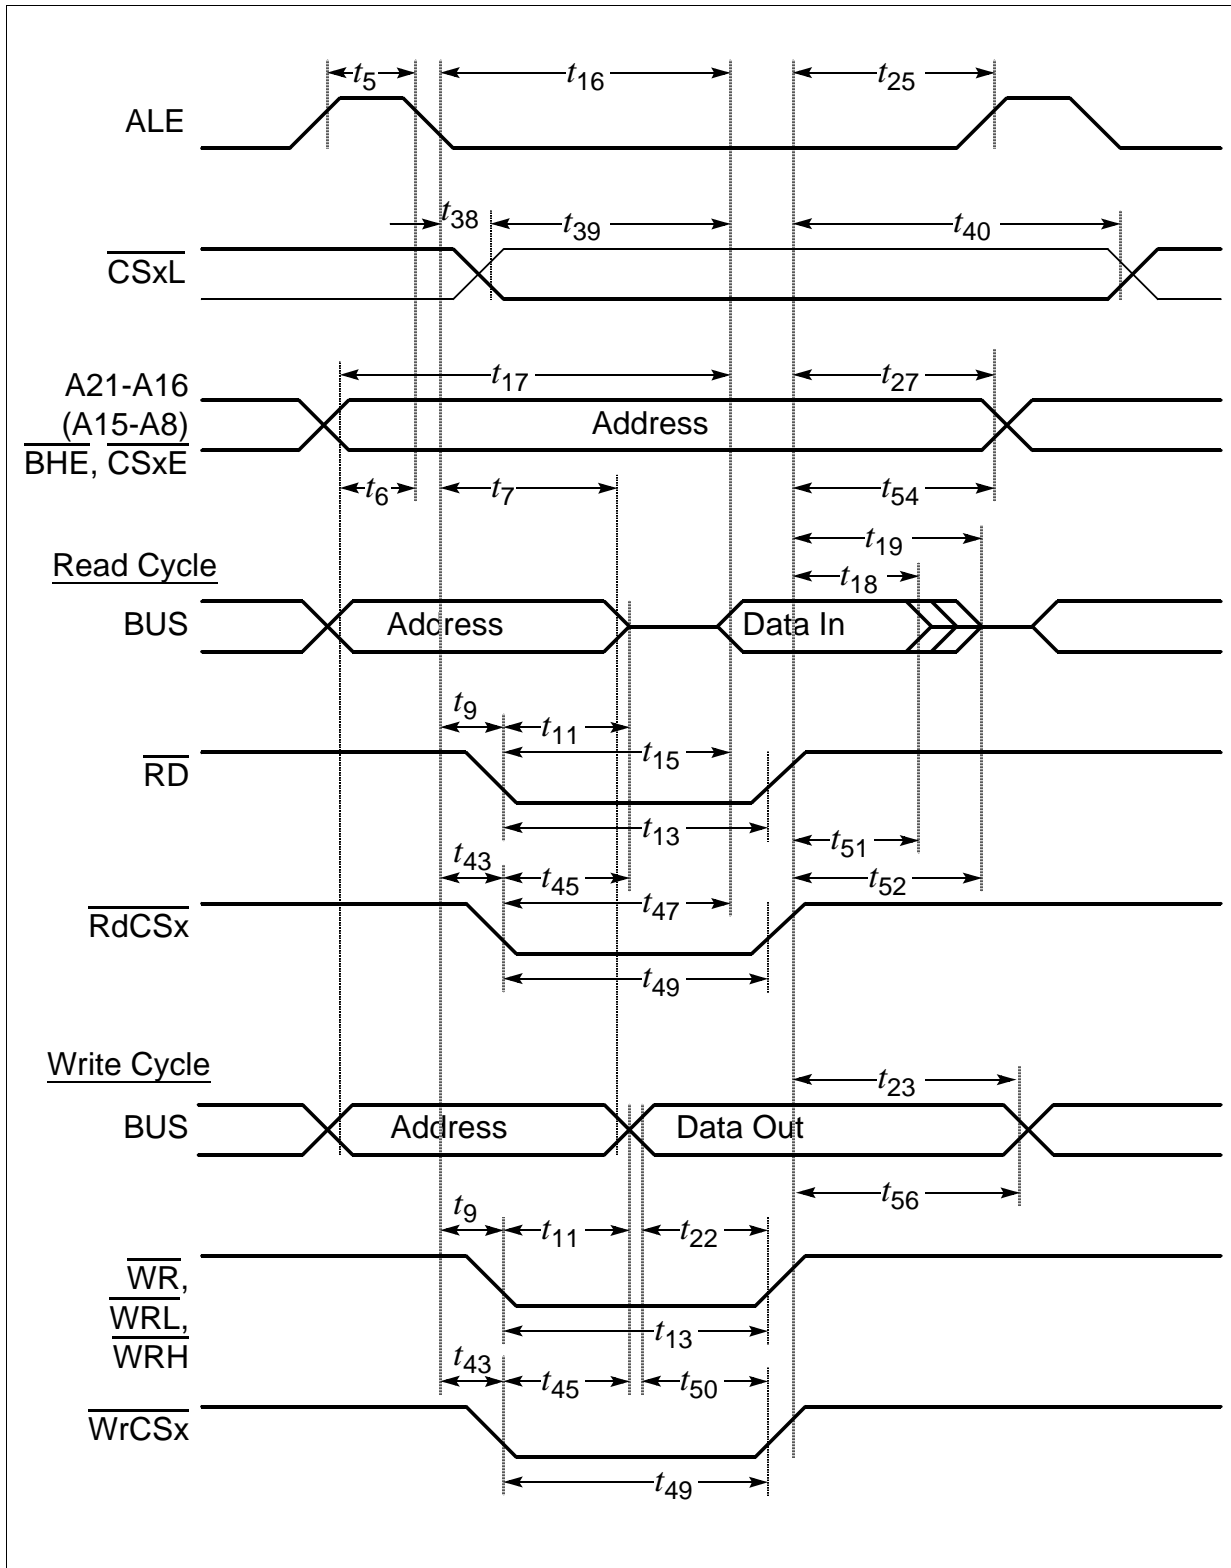 t5 t16 t25
ALE
t38 t39 t40
CSxL
A21-A16 t17 t27
(A15-A8) Address
BHE, CSxE
t6 t7 t54
t19
Read Cycle t18
BUS Address Data In
t9 t11
t15
RD
t13 t51
t43 t45 t52
RdCSx t47
t49
Write Cycle
t23
BUS Address Data Out
t56
t9 t11 t22
WR,
WRL,
t13
WRH
t43 t45 t50
WrCSx
t49